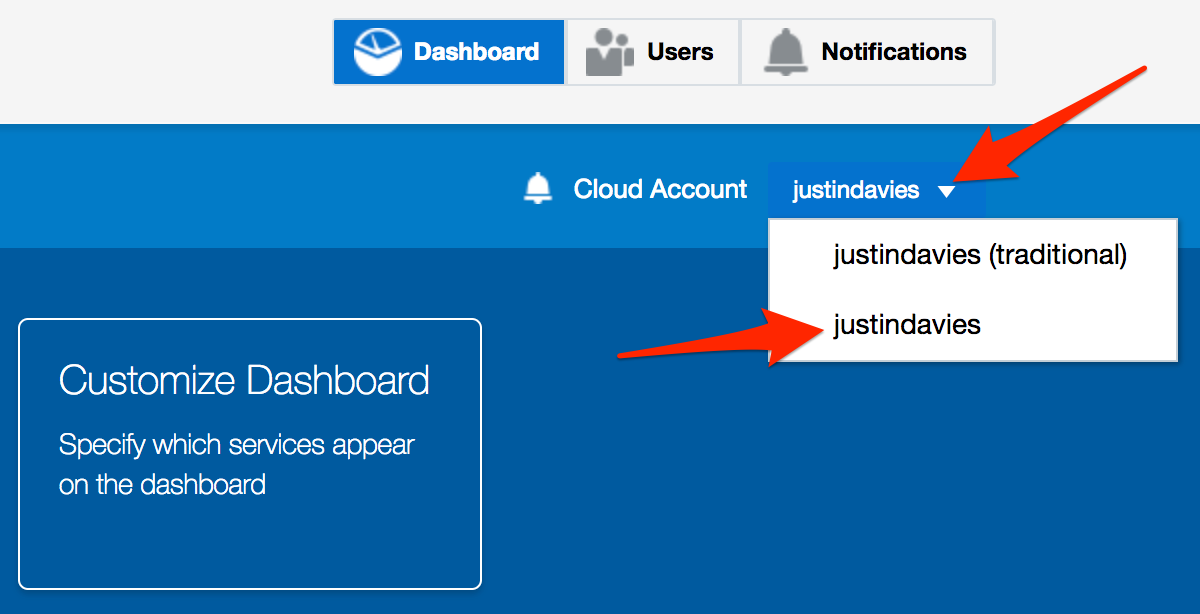 Dashboard
Users
Notifications
Cloud Account
justindavies
justindavies (traditional)
justindavies
Customize Dashboard
Specify which services appear
on the dashboard